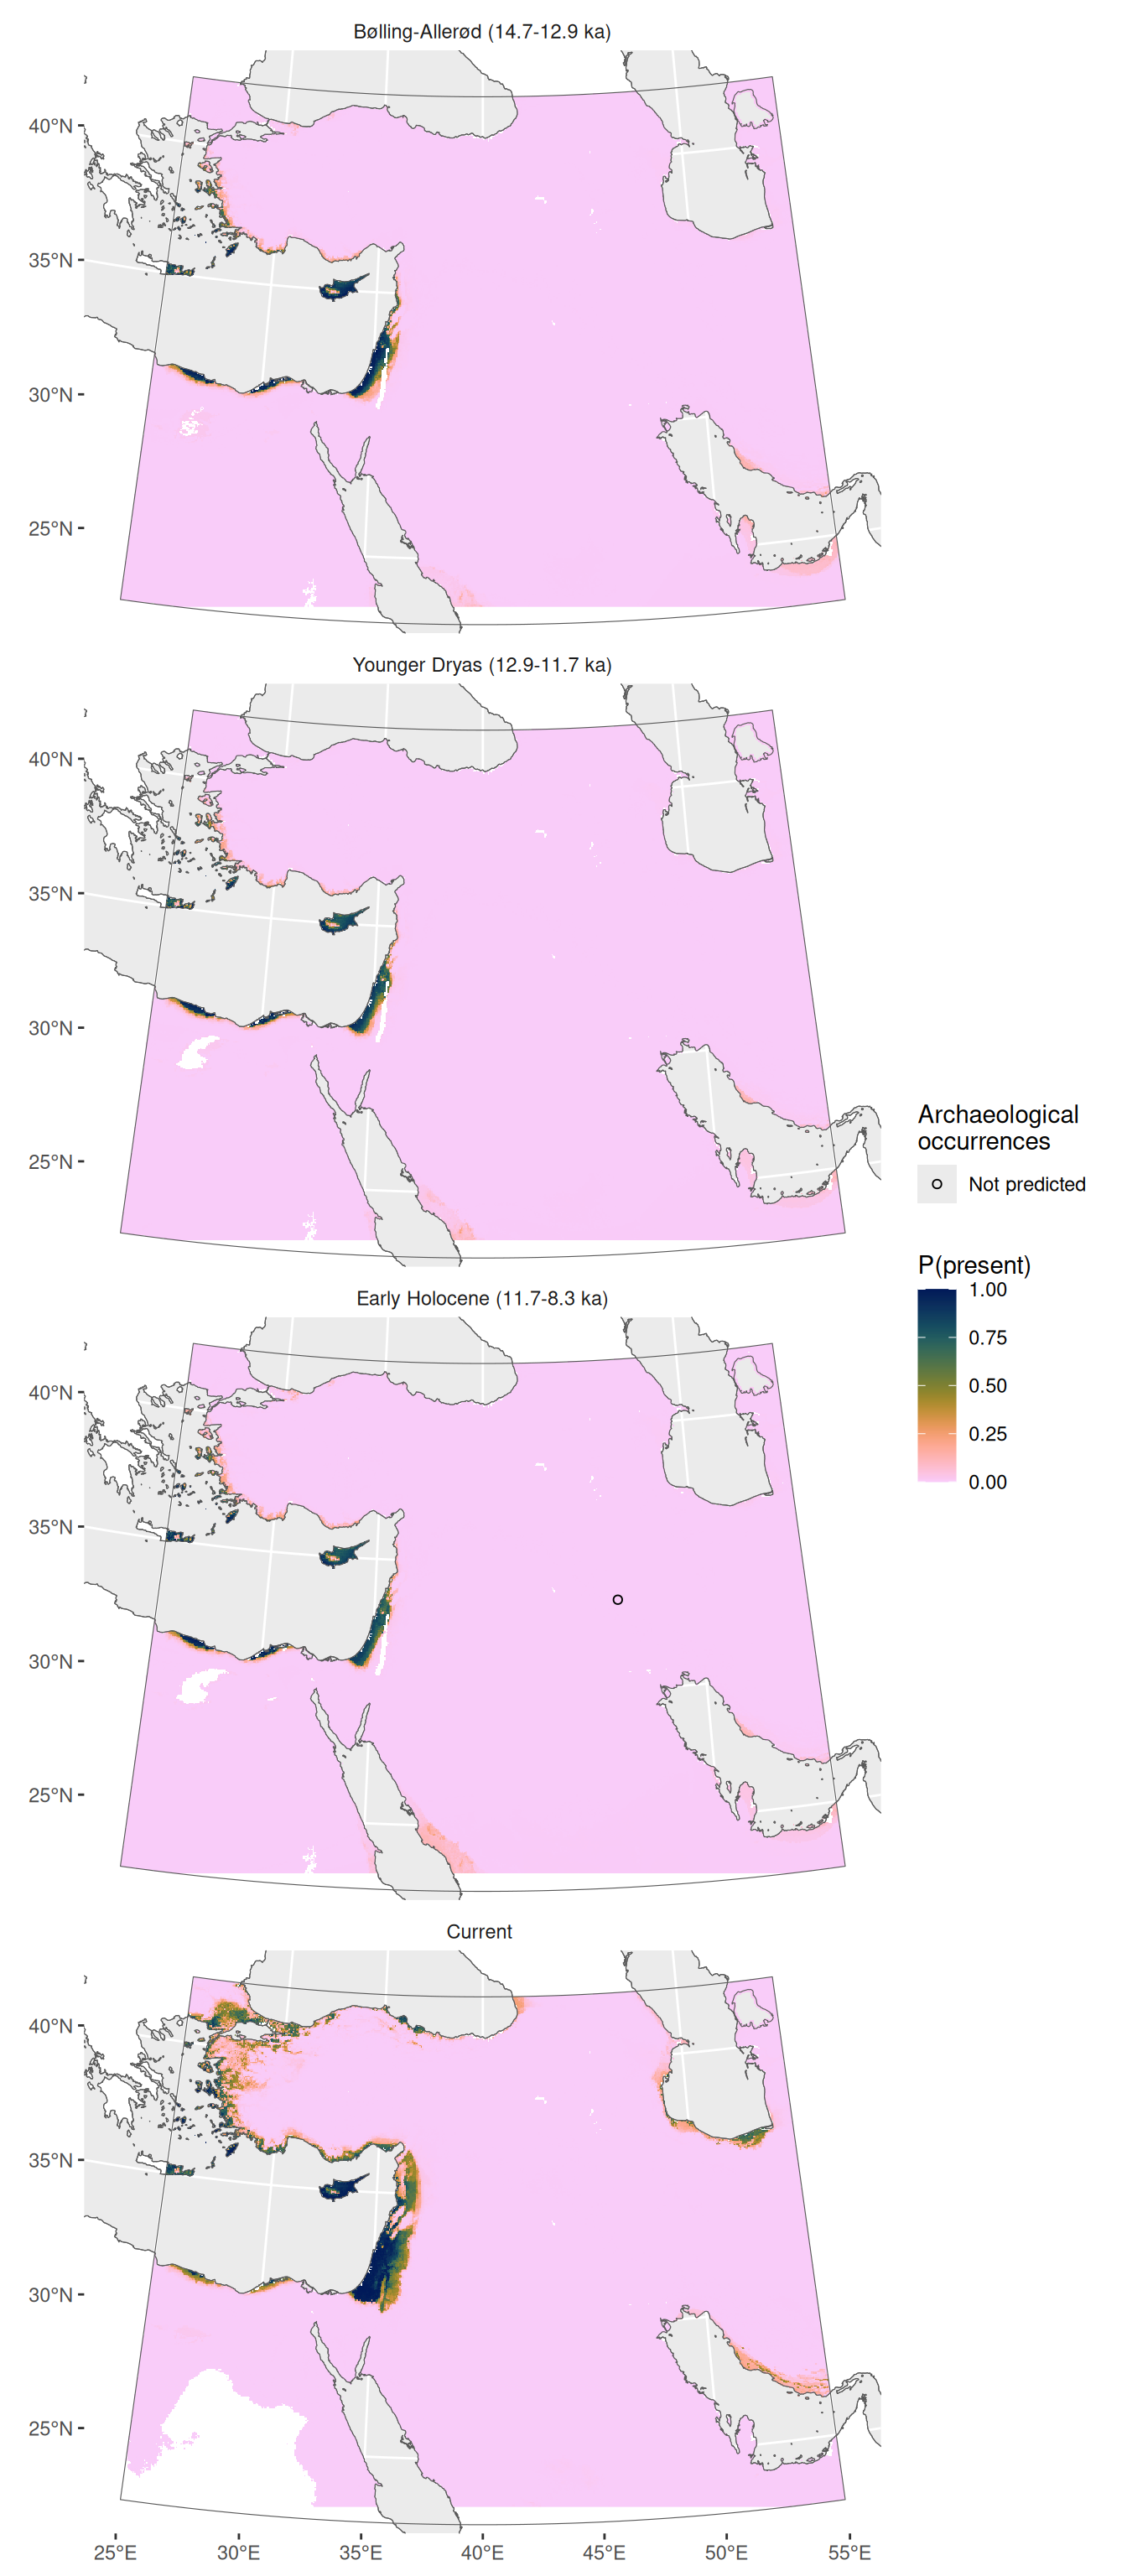 Bølling-Allerød (14.7-12.9 ka)
40°N
35°N
30°N
25°N
Younger Dryas (12.9-11.7 ka)
40°N
35°N
30°N
25°N
Archaeological
occurrences
Not predicted
P(present)
1.00
0.75
0.50
0.25
0.00
Early Holocene (11.7-8.3 ka)
40°N
35°N
30°N
25°N
Current
40°N
35°N
30°N
25°N
25°E 30°E 35°E 40°E 45°E 50°E 55°E